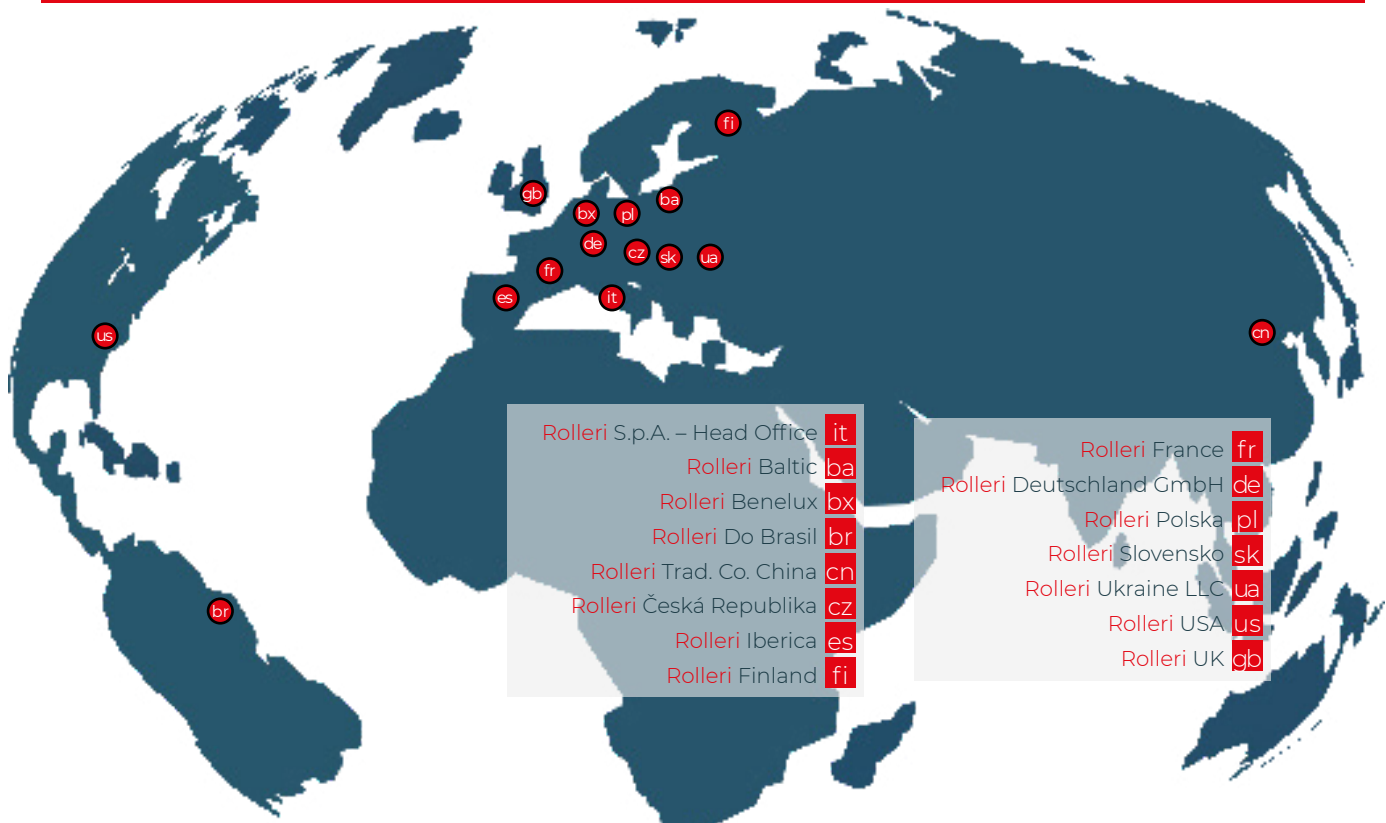 fi
gb
ba
bx
pl
de
cz
sk
ua
fr
es
it
us
cn
br
Rolleri S.p.A. – Head Office it
Rolleri Baltic ba
Rolleri Benelux bx
Rolleri Do Brasil br
Rolleri Trad. Co. China cn
Rolleri Česká Republika cz
Rolleri Iberica es
Rolleri Finland fi
Rolleri France fr
Rolleri Deutschland GmbH de
Rolleri Polska pl
Rolleri Slovensko sk
Rolleri Ukraine LLC ua
Rolleri USA us
Rolleri UK gb